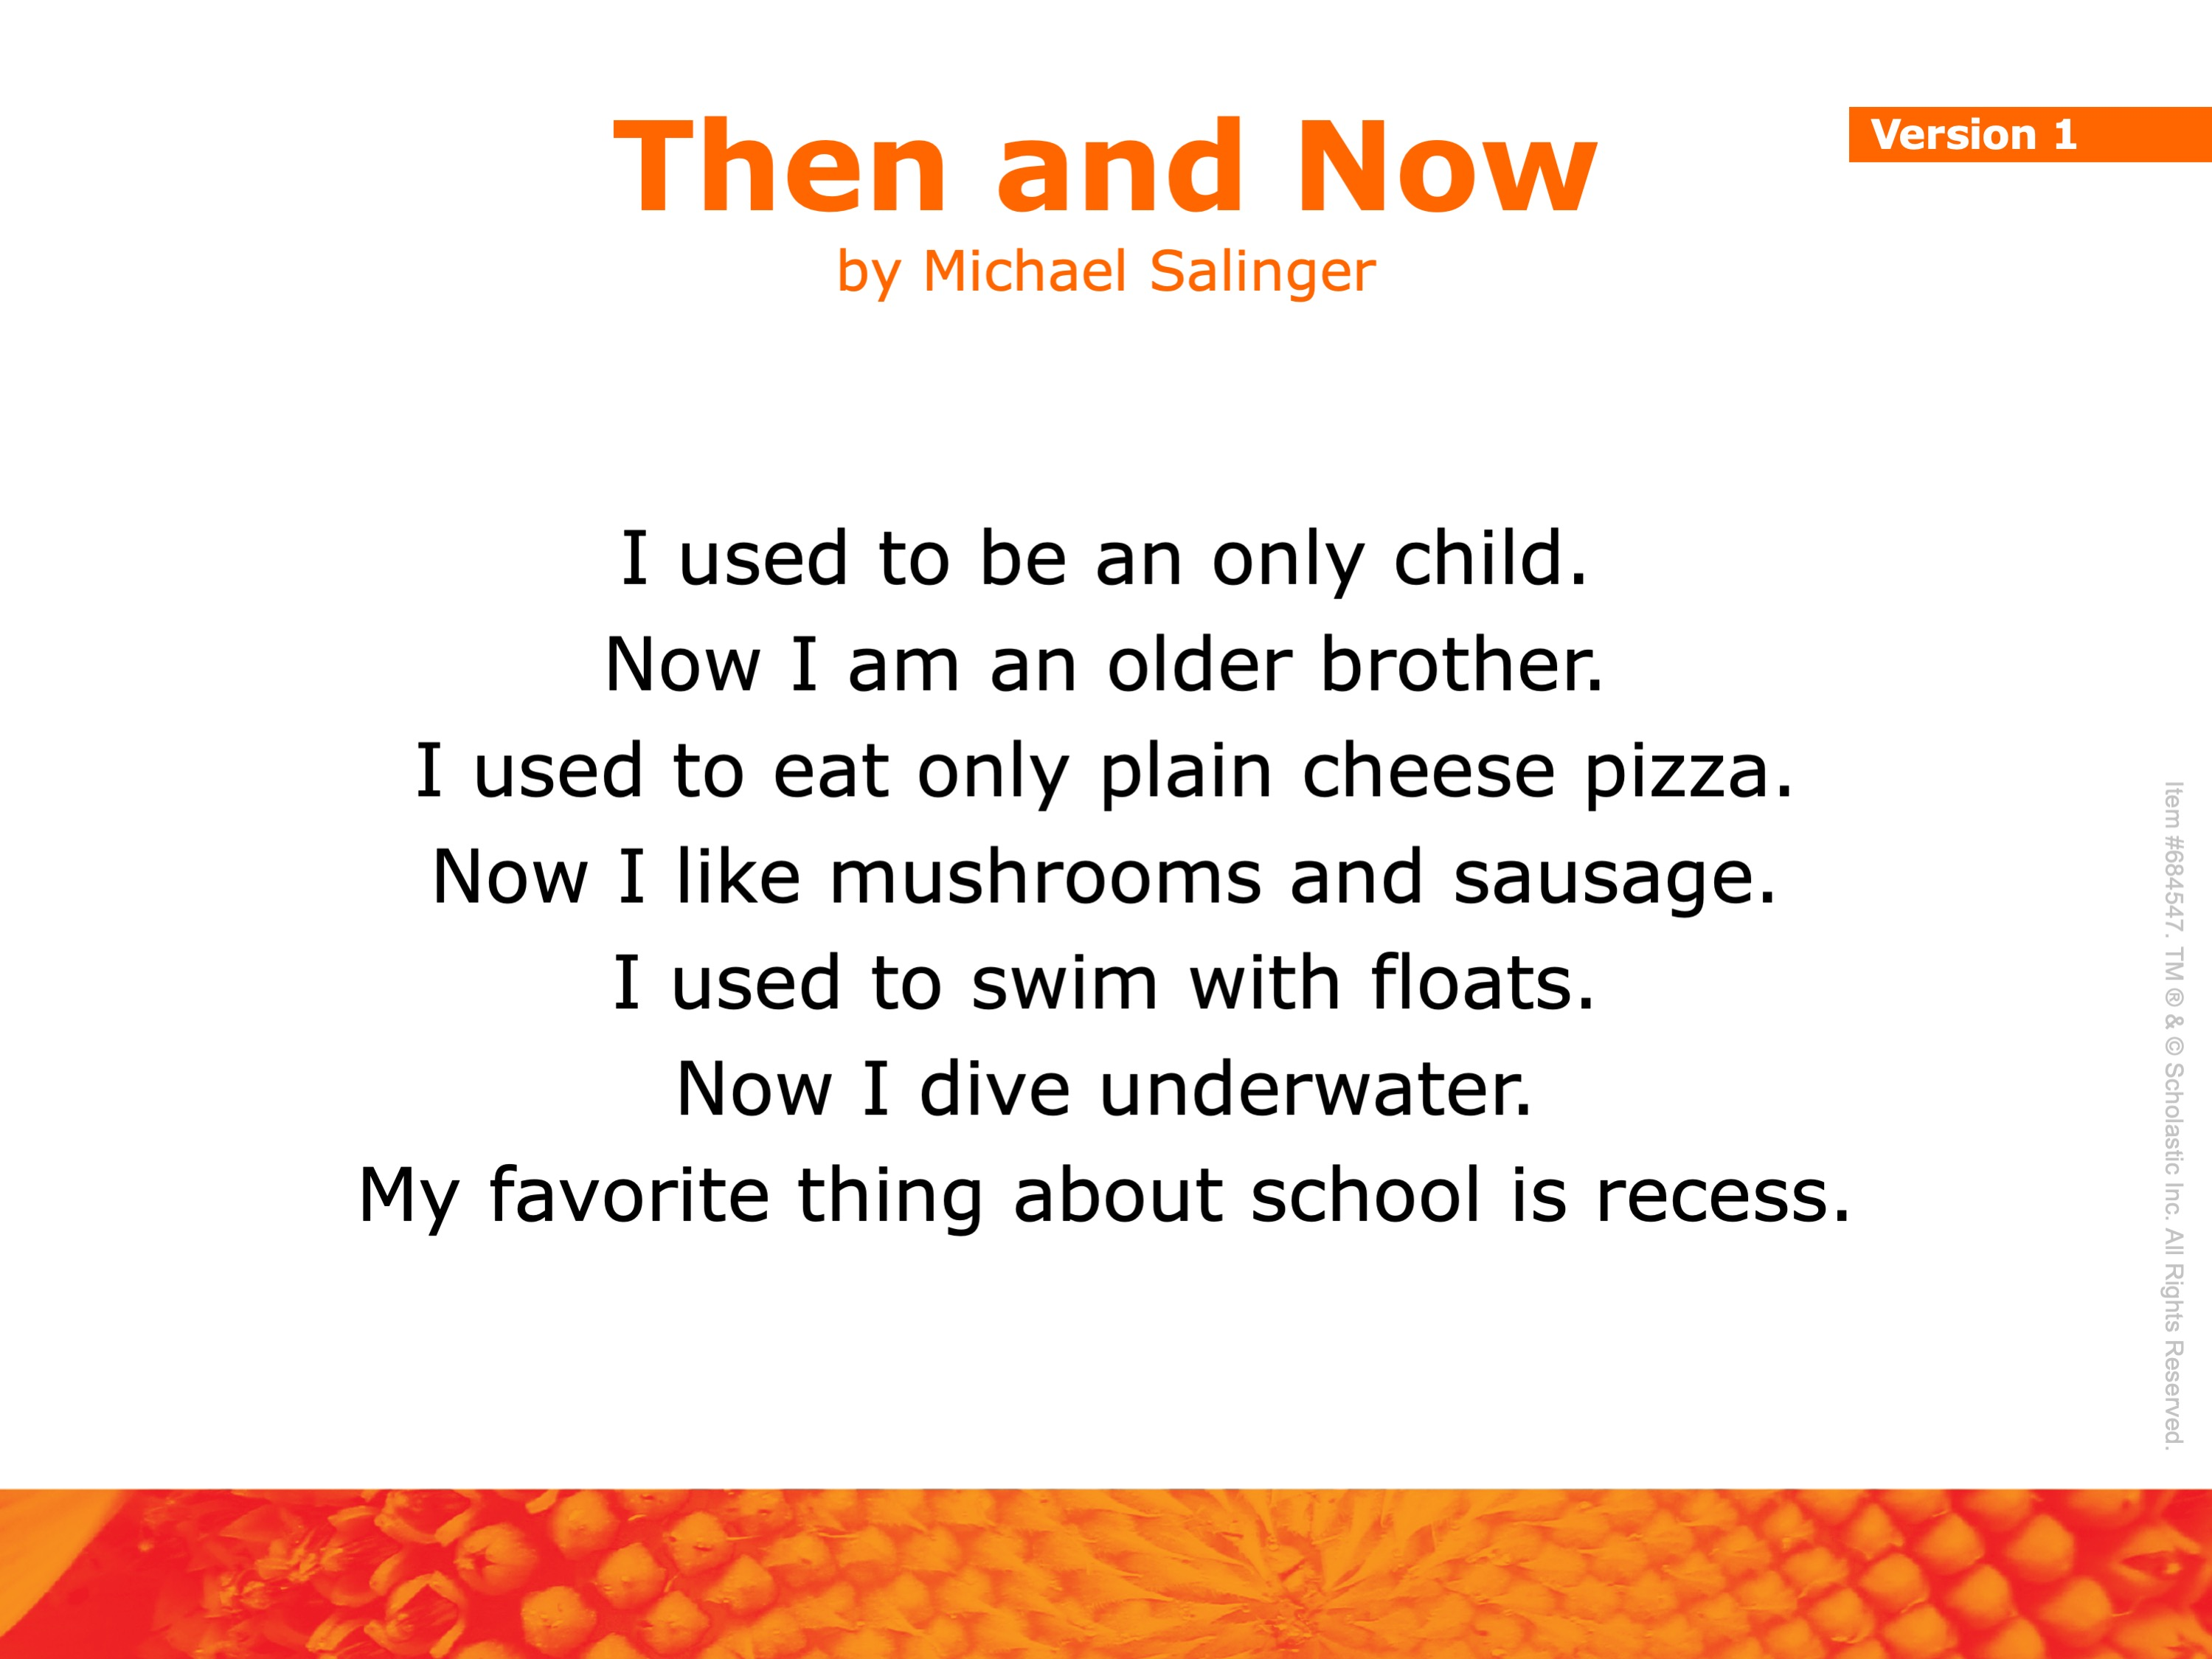 Then and Now
by Michael Salinger
Version 1
I used to be an only child.
Now I am an older brother.
I used to eat only plain cheese pizza.
Now I like mushrooms and sausage.
I used to swim with floats.
Now I dive underwater.
My favorite thing about school is recess.
Item #684547. TM ® & © Scholastic Inc. All Rights Reserved.